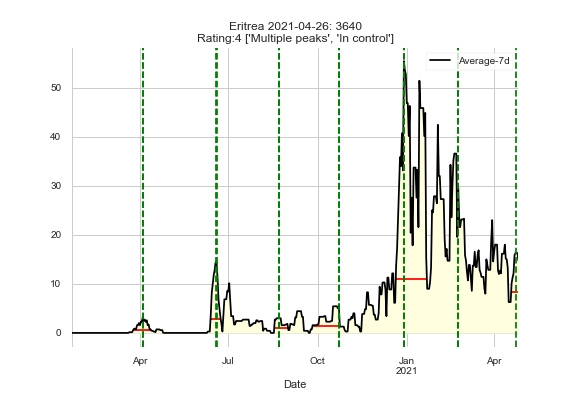 Eritrea 2021-04-26: 3640
Rating:4 ['Multiple peaks', 'In control']
Average-7d
50
40
30
20
10
0
Apr
Jul
Oct
Jan
2021
Apr
Date